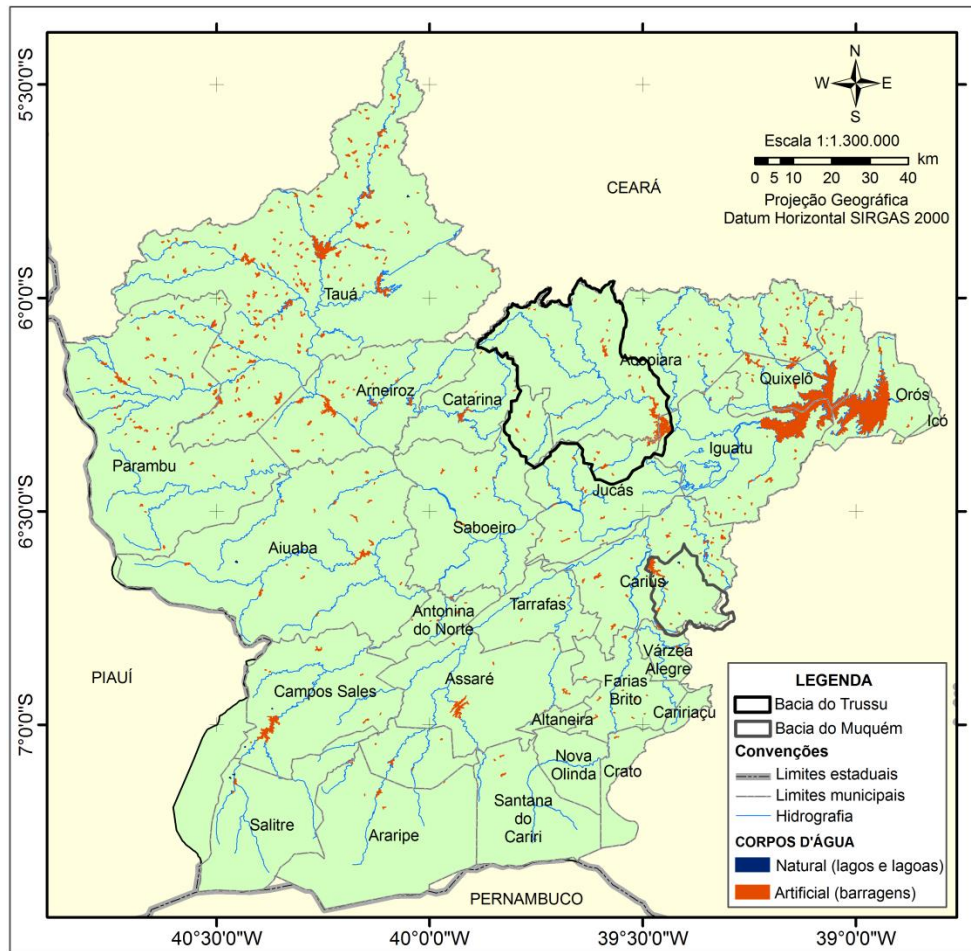 N
W E
S
Escala 1:1.300.000
km
0 5 10 20 30 40
Projeção Geográfica
Datum Horizontal SIRGAS 2000
5°30'0"S
6°0'0"S
6°30'0"S
7°0'0"S
CEARÁ
Tauá
Acopiara
Quixelô
Orós
Icó
Arneiroz
Catarina
Iguatu
Parambu
Jucás
Saboeiro
Aiuaba
Cariús
Tarrafas
Antonina
do Norte
Várzea
Alegre
PIAUÍ
Campos Sales
Assaré
Farias
Brito
Caririaçu
Altaneira
Nova
Olinda
Crato
Santana
do
Cariri
Salitre
Araripe
PERNAMBUCO
LEGENDA
Bacia do Trussu
Bacia do Muquém
Convenções
Limites estaduais
Limites municipais
Hidrografia
CORPOS D'ÁGUA
Natural (lagos e lagoas)
Artificial (barragens)
40°30'0"W
40°0'0"W
39°30'0"W
39°0'0"W